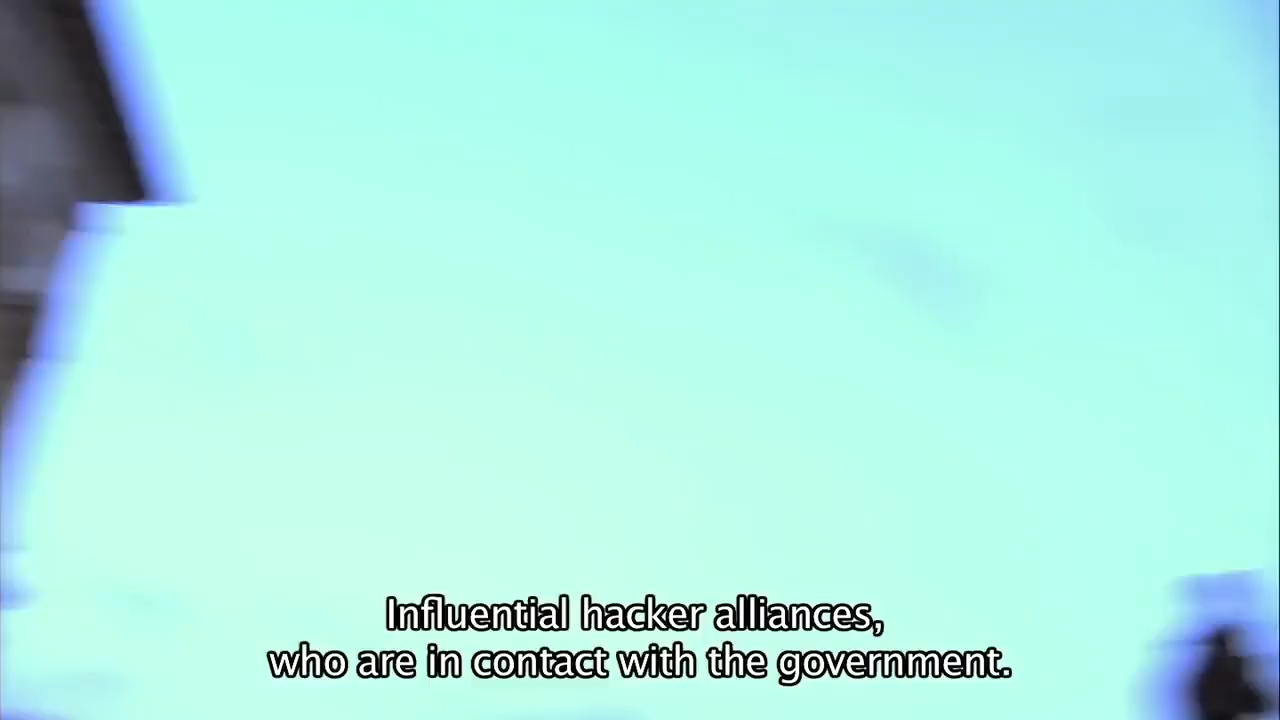 Influential hacker alliances,
who are in contact with the government.